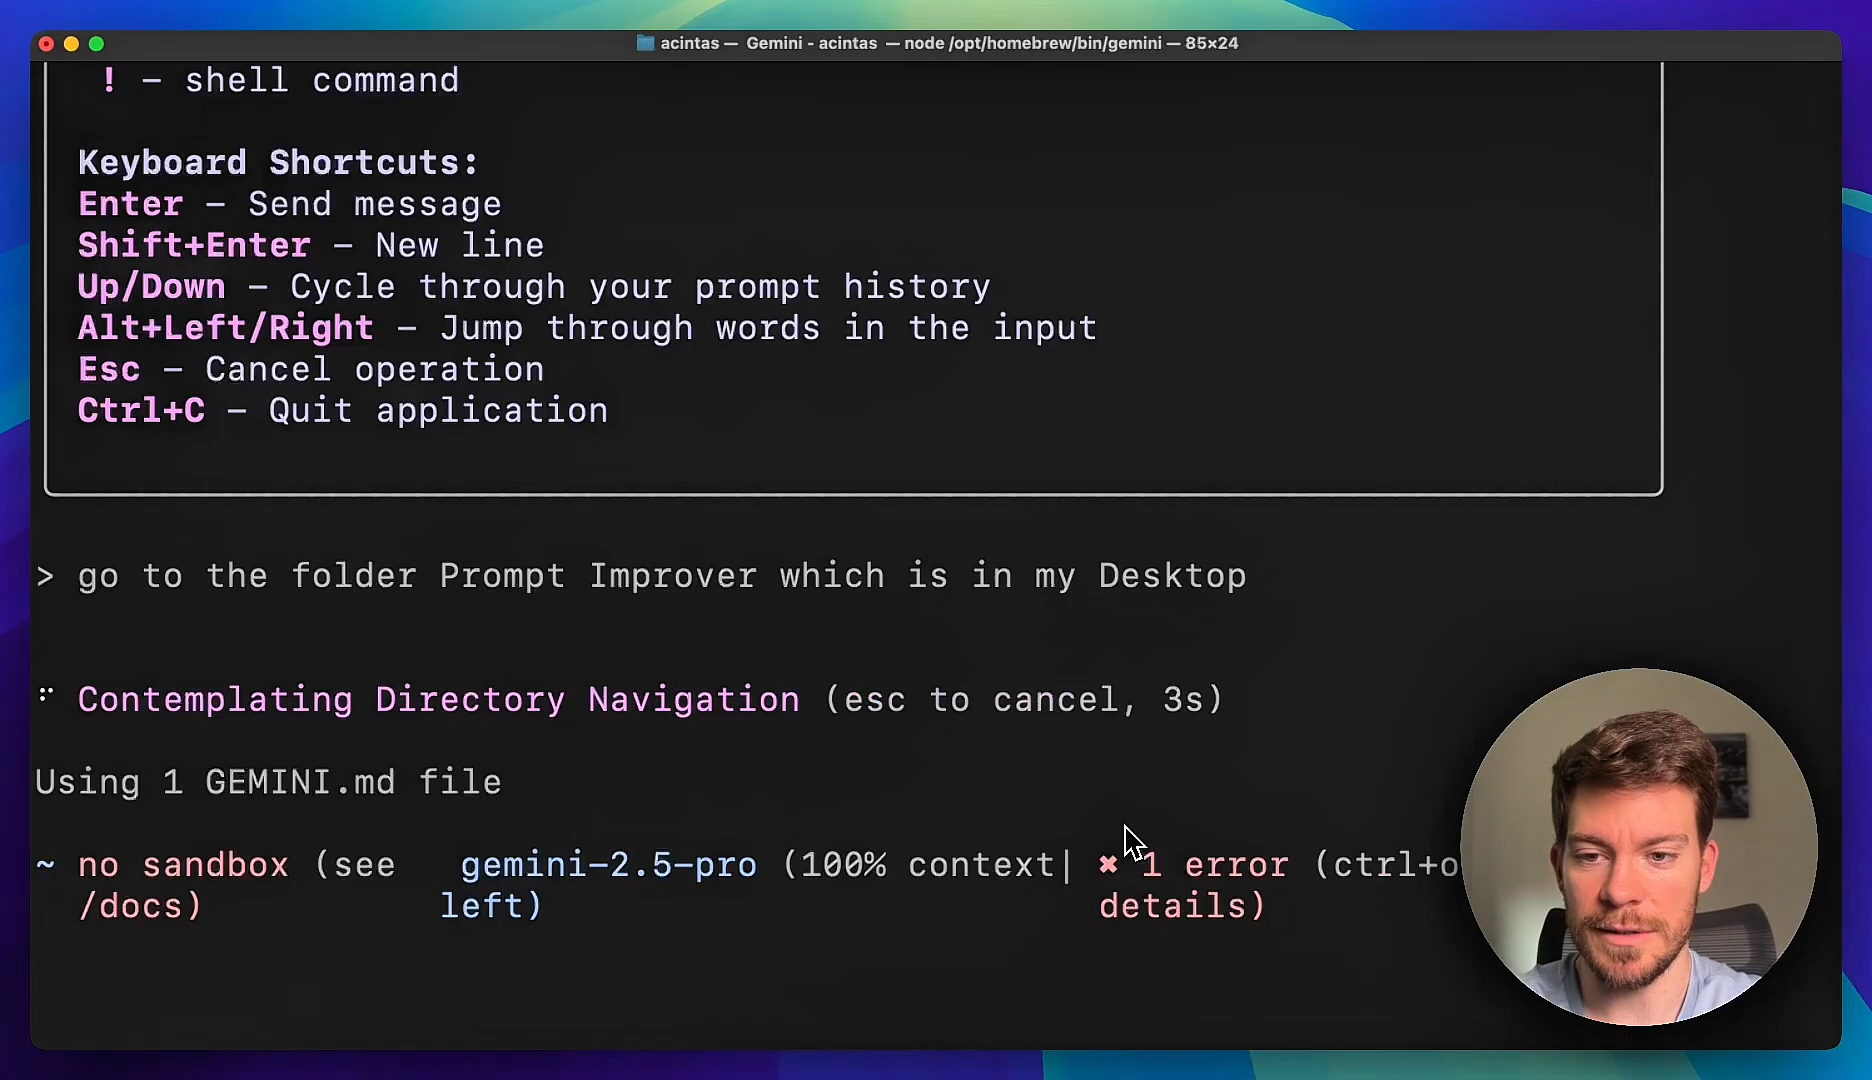 acintas — Gemini - acintas — node /opt/homebrew/bin/gemini — 85×24
! – shell command
Keyboard Shortcuts:
Enter – Send message
Shift+Enter – New line
Up/Down – Cycle through your prompt history
Alt+Left/Right – Jump through words in the input
Esc – Cancel operation
Ctrl+C – Quit application
> go to the folder Prompt Improver which is in my Desktop
Contemplating Directory Navigation (esc to cancel, 3s)
Using 1 GEMINI.md file
~ no sandbox (see gemini-2.5-pro (100% context| ✖ 1 error (ctrl+o
/docs) left) details)